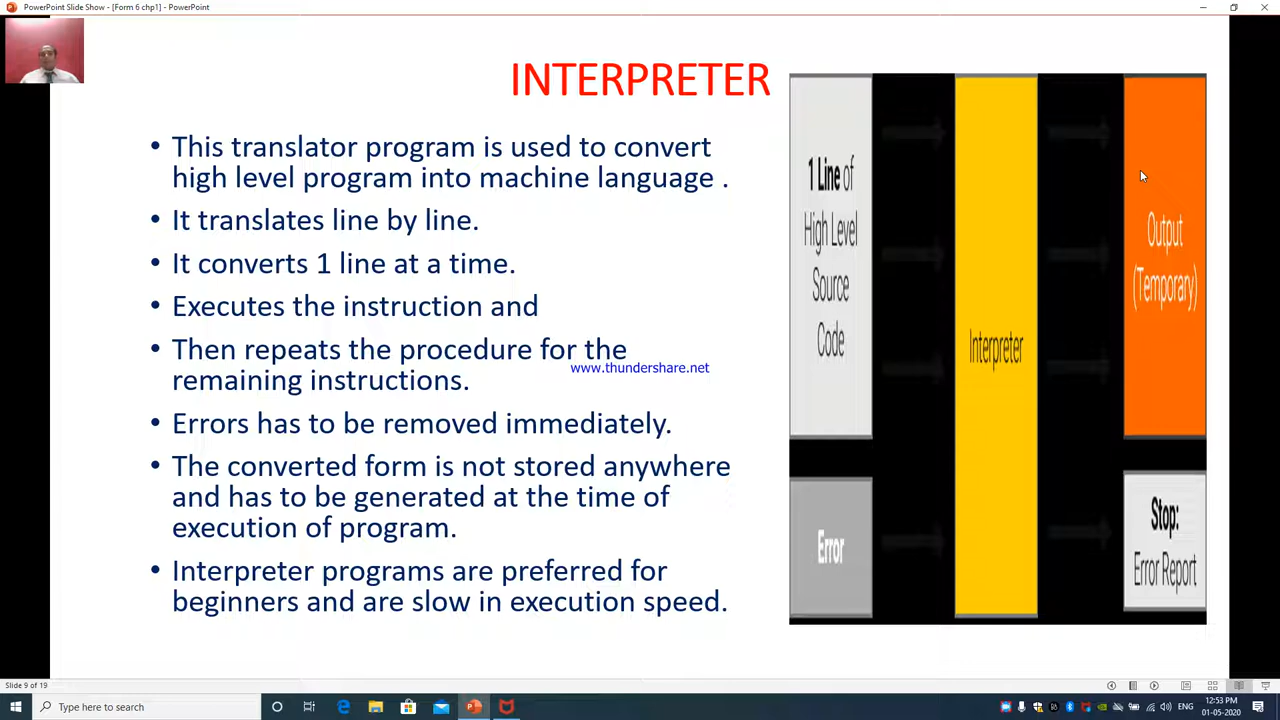 PowerPoint Slide Show - [Form 6 chp1] - PowerPoint
INTERPRETER
• This translator program is used to convert
high level program into machine language .
• It translates line by line.
• It converts 1 line at a time.
• Executes the instruction and
• Then repeats the procedure for the
remaining instructions.
www.thundershare.net
• Errors has to be removed immediately.
• The converted form is not stored anywhere
and has to be generated at the time of
execution of program.
• Interpreter programs are preferred for
beginners and are slow in execution speed.
1 Line of
High Level
Source
Code
Error
Interpreter
Output
(Temporary)
Stop:
Error Report
Slide 9 of 19
Type here to search
ENG
12:53 PM
01-05-2020